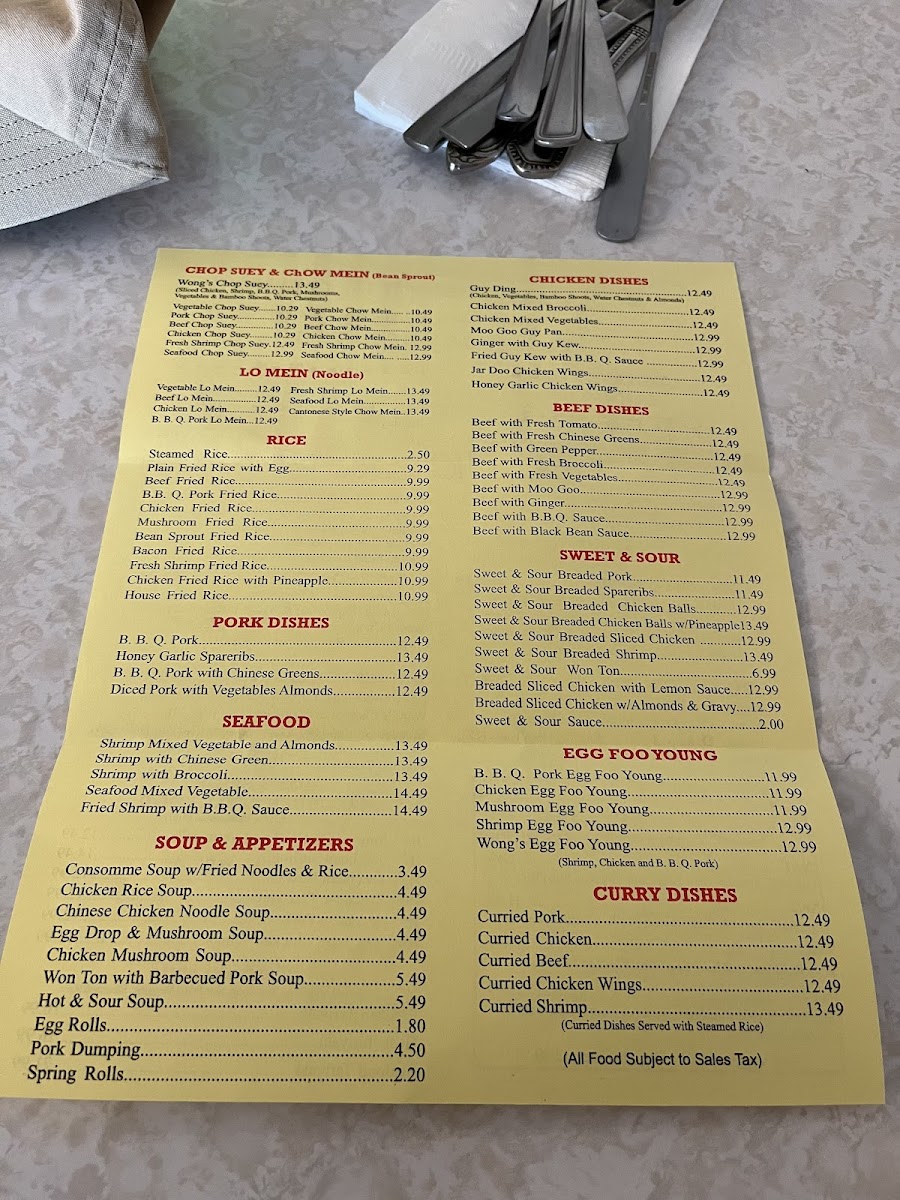 CHOP SUEY & ChOW MEIN (Bean Sprout)
Wong's Chop Suey.........13.49
(Sliced Chicken, Shrimp, B.B.Q. Pork, Mushrooms,
Vegetables & Bamboo Shoots, Water Chestnuts)
Vegetable Chop Suey......10.29
Pork Chop Suey...............10.29
Beef Chop Suey...............10.29
Chicken Chop Suey.........10.29
Fresh Shrimp Chop Suey.12.49
Seafood Chop Suey.........12.99
Vegetable Chow Mein..... ..10.49
Pork Chow Mein...............10.49
Beef Chow Mein...............10.49
Chicken Chow Mein..........10.49
Fresh Shrimp Chow Mein. 12.99
Seafood Chow Mein.... .....12.99
LO MEIN (Noodle)
Vegetable Lo Mein.........12.49
Beef Lo Mein..................12.49
Chicken Lo Mein............12.49
B. B. Q. Pork Lo Mein...12.49
Fresh Shrimp Lo Mein.......13.49
Seafood Lo Mein................13.49
Cantonese Style Chow Mein..13.49
RICE
Steamed Rice....................................2.50
Plain Fried Rice with Egg...................9.29
Beef Fried Rice...................................9.99
B.B. Q. Pork Fried Rice.......................9.99
Chicken Fried Rice..............................9.99
Mushroom Fried Rice..........................9.99
Bean Sprout Fried Rice.......................9.99
Bacon Fried Rice................................9.99
Fresh Shrimp Fried Rice....................10.99
Chicken Fried Rice with Pineapple.................10.99
House Fried Rice................................10.99
PORK DISHES
B. B. Q. Pork......................................12.49
Honey Garlic Spareribs........................13.49
B. B. Q. Pork with Chinese Greens...............12.49
Diced Pork with Vegetables Almonds...............12.49
SEAFOOD
Shrimp Mixed Vegetable and Almonds..............13.49
Shrimp with Chinese Green..........................13.49
Shrimp with Broccoli....................................13.49
Seafood Mixed Vegetable..............................14.49
Fried Shrimp with B.B.Q. Sauce.....................14.49
SOUP & APPETIZERS
Consomme Soup w/Fried Noodles & Rice...........3.49
Chicken Rice Soup.........................................4.49
Chinese Chicken Noodle Soup..........................4.49
Egg Drop & Mushroom Soup............................4.49
Chicken Mushroom Soup.................................4.49
Won Ton with Barbecued Pork Soup..................5.49
Hot & Sour Soup............................................5.49
Egg Rolls......................................................1.80
Pork Dumping...............................................4.50
Spring Rolls..................................................2.20
CHICKEN DISHES
Guy Ding..........................................12.49
(Chicken, Vegetables, Bamboo Shoots, Water Chestnuts & Almonds)
Chicken Mixed Broccoli.......................12.49
Chicken Mixed Vegetables....................12.49
Moo Goo Guy Pan..............................12.99
Ginger with Guy Kew..........................12.99
Fried Guy Kew with B.B. Q. Sauce ................12.99
Jar Doo Chicken Wings.......................12.49
Honey Garlic Chicken Wings.................12.49
BEEF DISHES
Beef with Fresh Tomato.......................12.49
Beef with Fresh Chinese Greens.............12.49
Beef with Green Pepper.......................12.49
Beef with Fresh Broccoli......................12.49
Beef with Fresh Vegetables...................12.49
Beef with Moo Goo.............................12.99
Beef with Ginger................................12.99
Beef with B.B.Q. Sauce........................12.99
Beef with Black Bean Sauce..................12.99
SWEET & SOUR
Sweet & Sour Breaded Pork..........................11.49
Sweet & Sour Breaded Spareribs....................11.49
Sweet & Sour Breaded Chicken Balls...........12.99
Sweet & Sour Breaded Chicken Balls w/Pineapple13.49
Sweet & Sour Breaded Sliced Chicken ...........12.99
Sweet & Sour Breaded Shrimp.......................13.49
Sweet & Sour Won Ton..................................6.99
Breaded Sliced Chicken with Lemon Sauce.....12.99
Breaded Sliced Chicken w/Almonds & Gravy....12.99
Sweet & Sour Sauce.......................................2.00
EGG FOO YOUNG
B. B. Q. Pork Egg Foo Young..........................11.99
Chicken Egg Foo Young..................................11.99
Mushroom Egg Foo Young...............................11.99
Shrimp Egg Foo Young....................................12.99
Wong's Egg Foo Young....................................12.99
(Shrimp, Chicken and B. B. Q. Pork)
CURRY DISHES
Curried Pork...............................................12.49
Curried Chicken..........................................12.49
Curried Beef...............................................12.49
Curried Chicken Wings.................................12.49
Curried Shrimp...........................................13.49
(Curried Dishes Served with Steamed Rice)
(All Food Subject to Sales Tax)